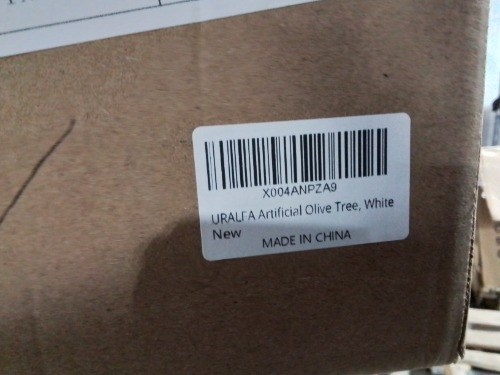 X004ANPZA9
URALFA Artificial Olive Tree, White
New
MADE IN CHINA